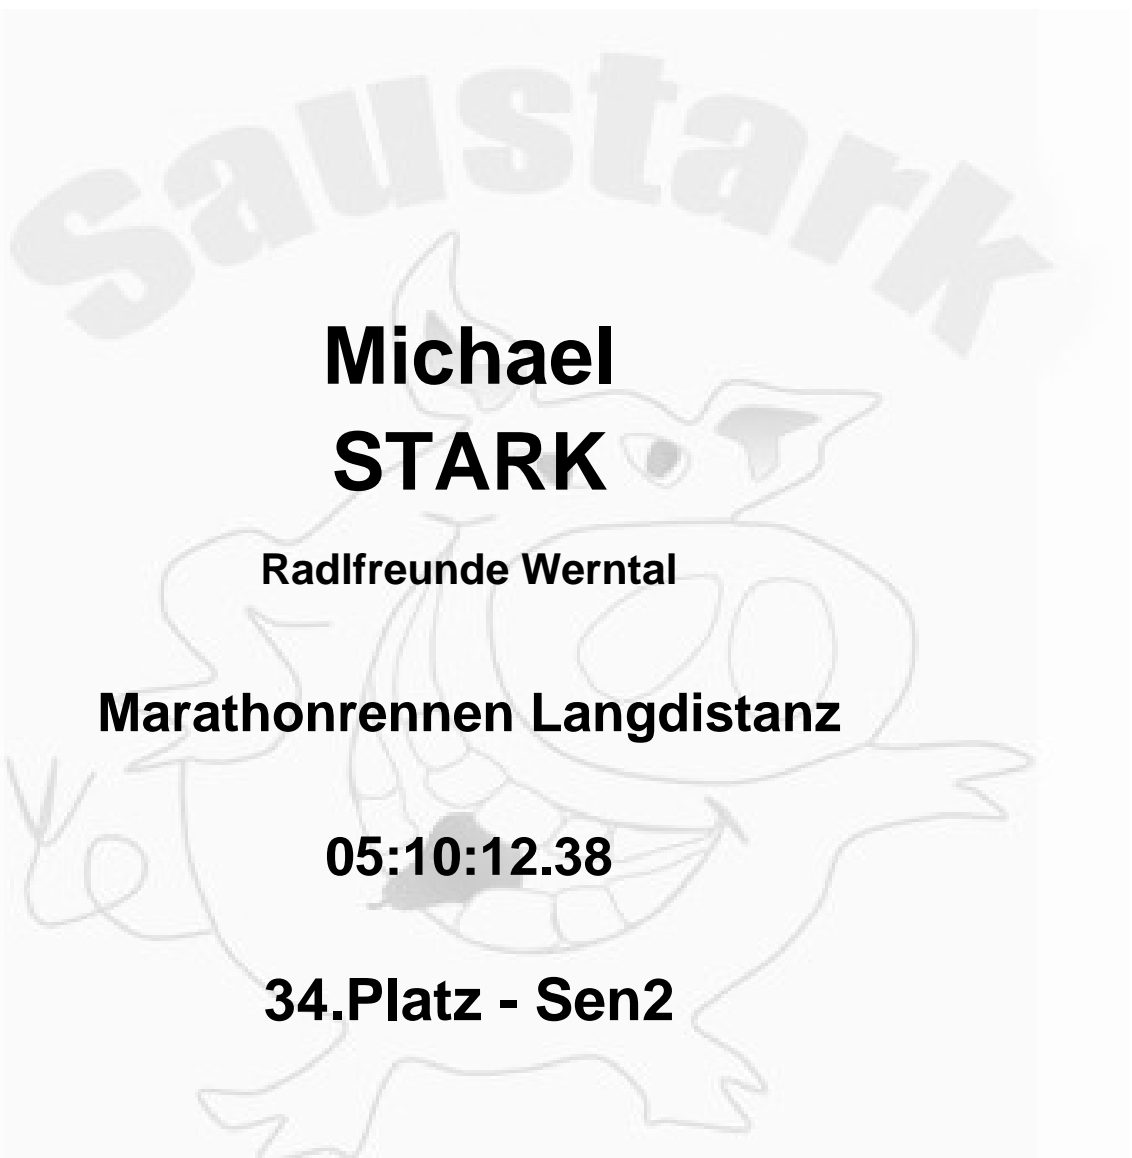 Saustark
Michael
STARK
Radlfreunde Werntal
Marathonrennen Langdistanz
05:10:12.38
34.Platz - Sen2